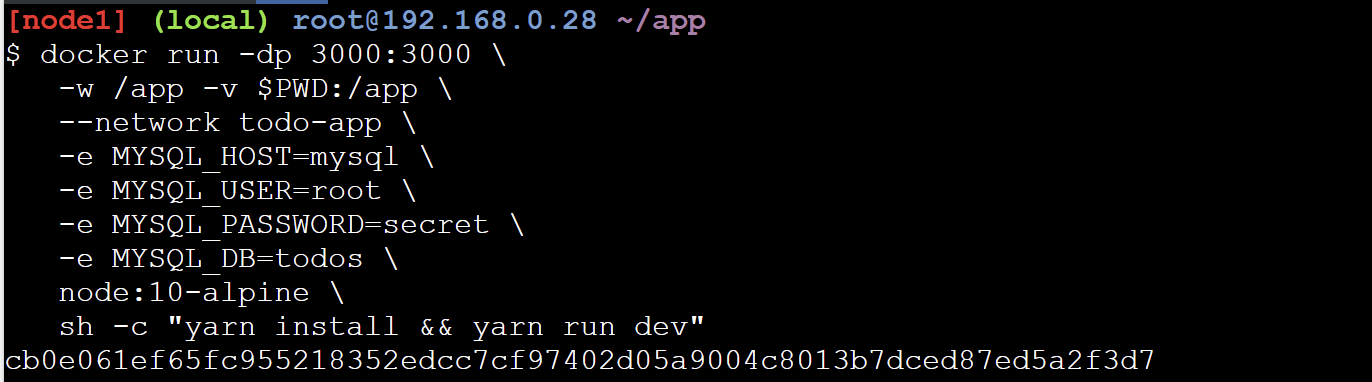 [node1] (local) root@192.168.0.28 ~/app
$ docker run -dp 3000:3000 \
-w /app -v $PWD:/app \
--network todo-app \
-e MYSQL_HOST=mysql \
-e MYSQL_USER=root \
-e MYSQL_PASSWORD=secret \
-e MYSQL_DB=todos \
node:10-alpine \
sh -c "yarn install && yarn run dev"
cb0e061ef65fc955218352edcc7cf97402d05a9004c8013b7dced87ed5a2f3d7